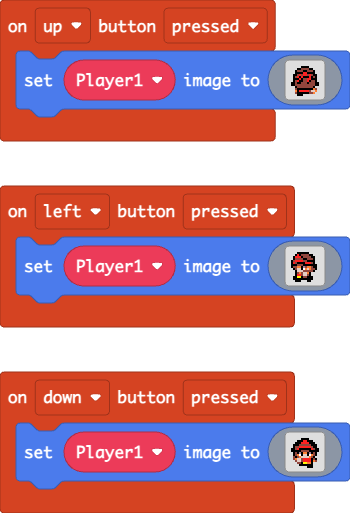 on up button pressed
set Player1 image to
on left button pressed
set Player1 image to
on down button pressed
set Player1 image to